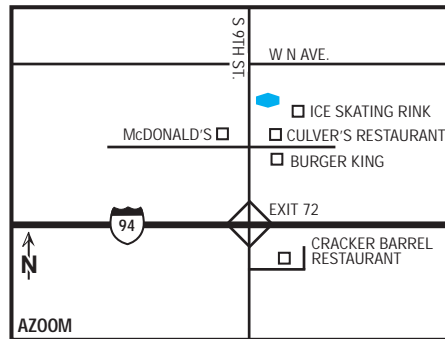 S 9TH ST.
W N AVE.
ICE SKATING RINK
McDONALD'S
CULVER'S RESTAURANT
BURGER KING
EXIT 72
94
CRACKER BARREL
RESTAURANT
N
AZOOM